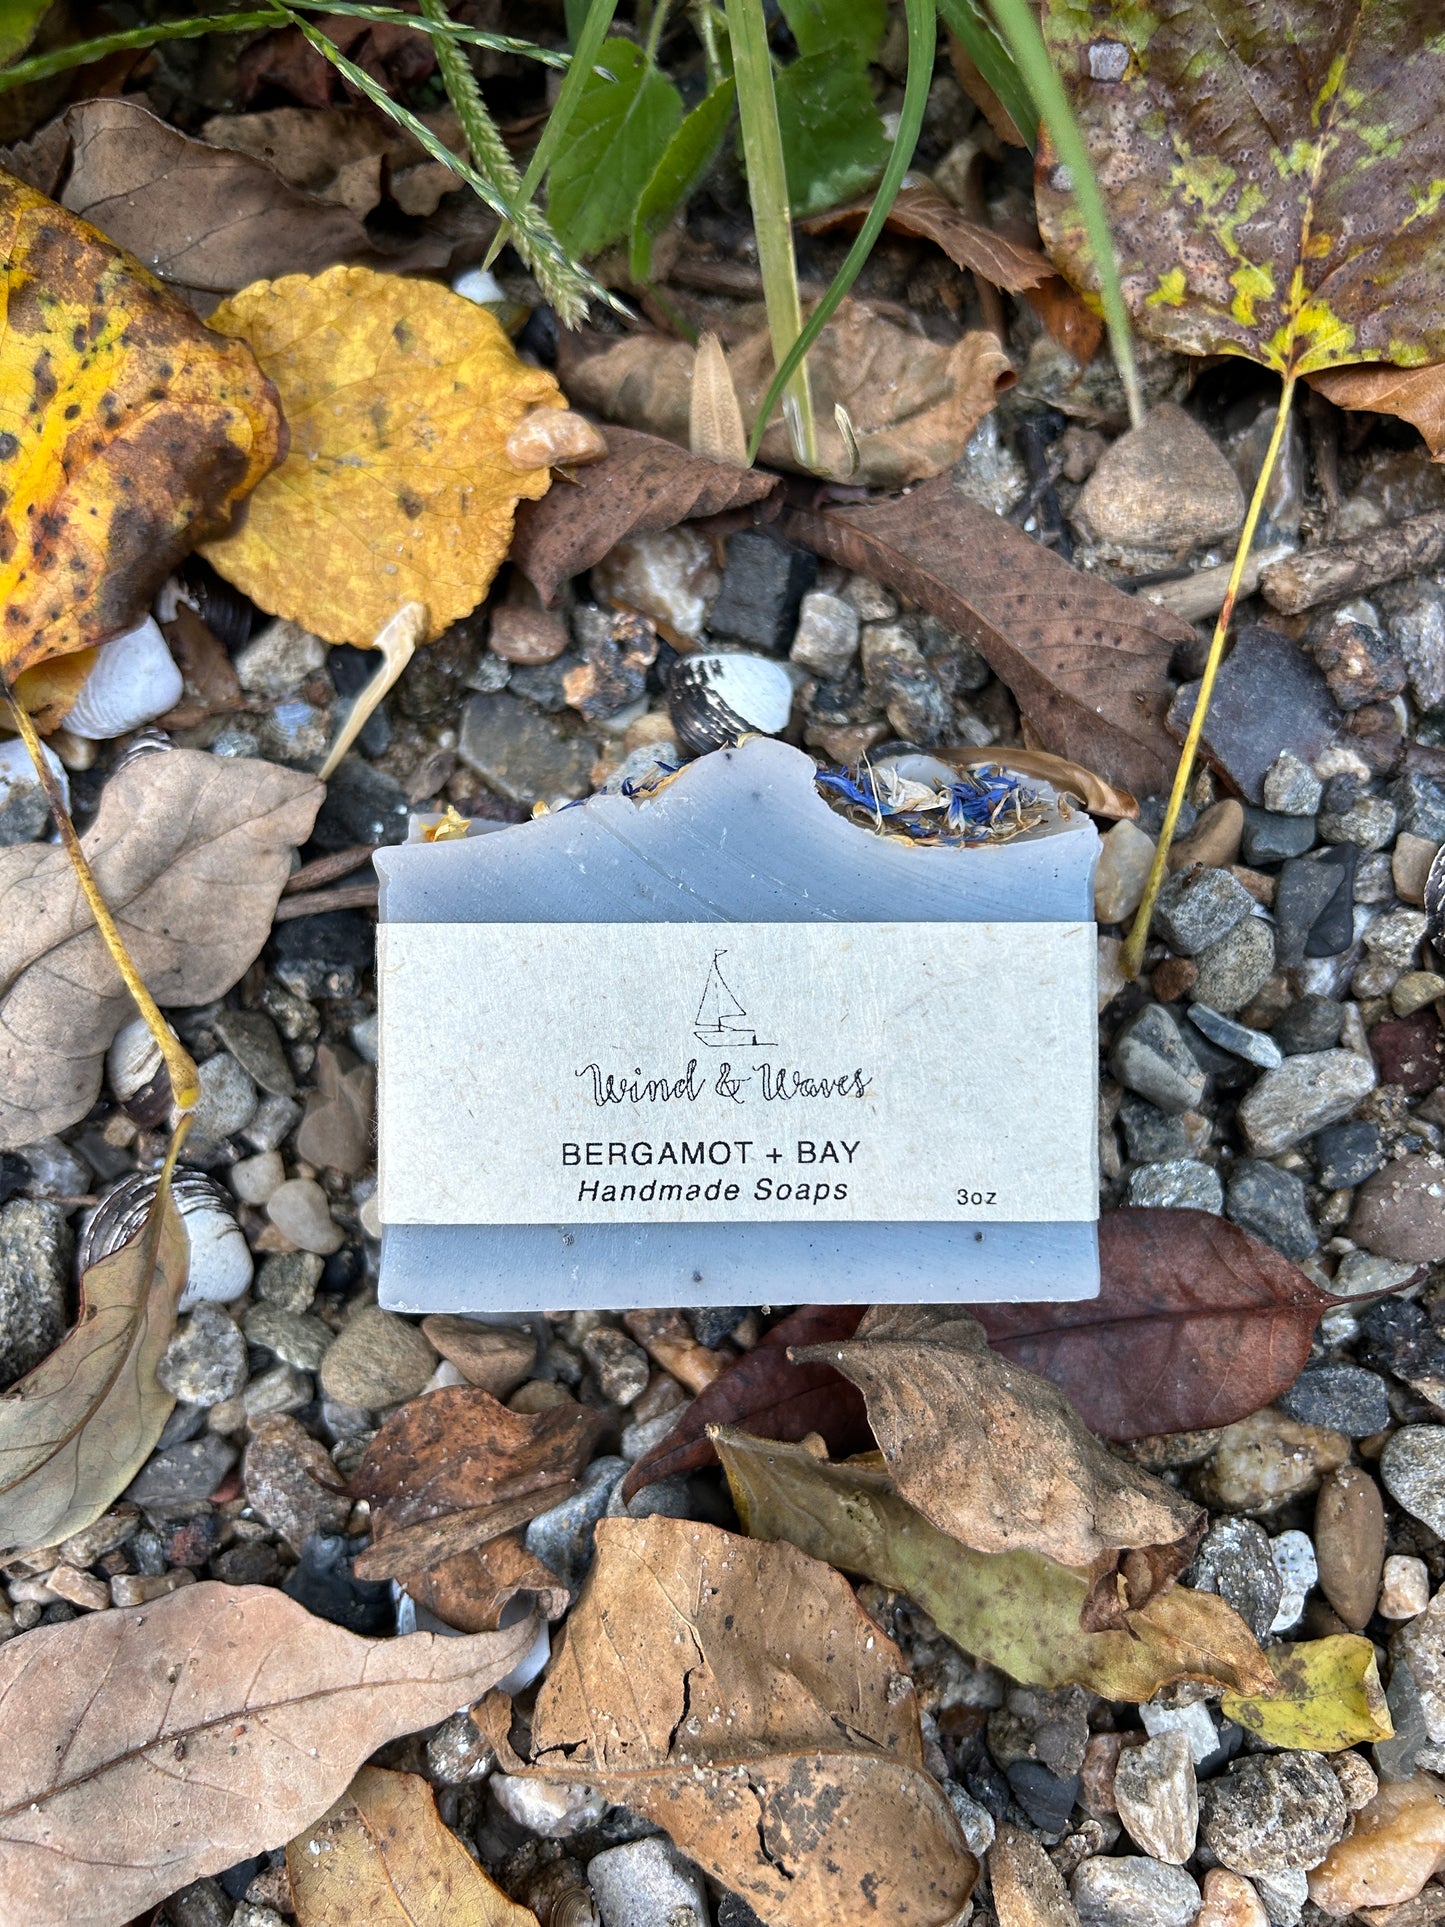 Wind & Waves
BERGAMOT + BAY
Handmade Soaps
3oz